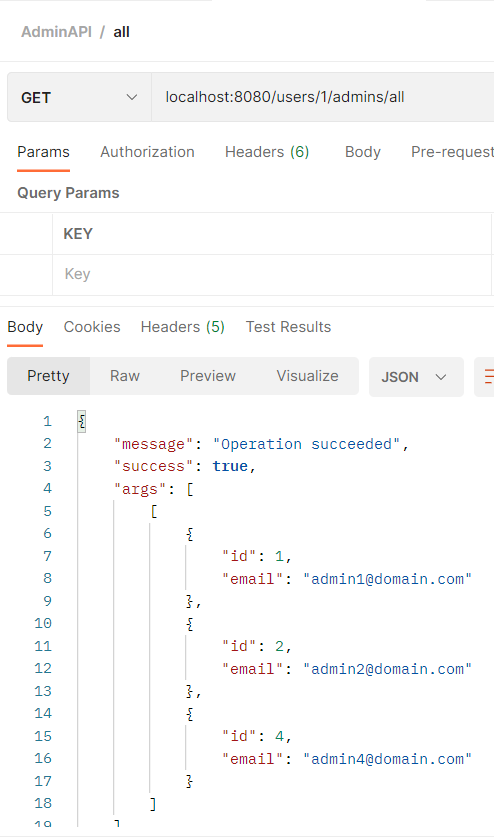 AdminAPI / all
GET localhost:8080/users/1/admins/all
Params Authorization Headers (6) Body Pre-request
Query Params
KEY
Key
Body Cookies Headers (5) Test Results
Pretty Raw Preview Visualize JSON
1 {
2 "message": "Operation succeeded",
3 "success": true,
4 "args": [
5 [
6 {
7 "id": 1,
8 "email": "admin1@domain.com"
9 },
10 {
11 "id": 2,
12 "email": "admin2@domain.com"
13 },
14 {
15 "id": 4,
16 "email": "admin4@domain.com"
17 }
18 ]
19 ]